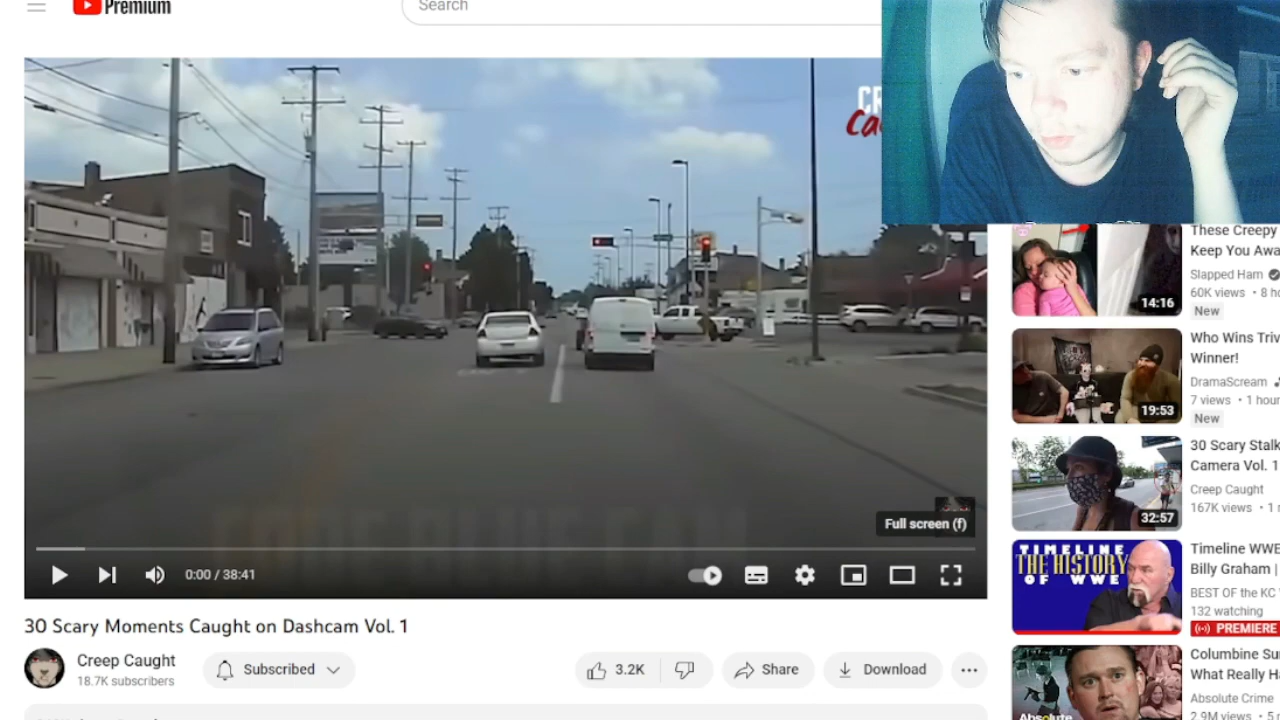 Premium
Search
These Creepy
Keep You Awa
Slapped Ham
60K views • 8 ho
New
14:16
Who Wins Triv
Winner!
DramaScream
7 views • 1 hour
New
19:53
30 Scary Stalk
Camera Vol. 1
Creep Caught
167K views • 1 m
32:57
TIMELINE
THE HISTORY
OF WWE
Timeline WWE
Billy Graham |
BEST OF the KC
132 watching
PREMIERE
Columbine Su
What Really Ha
Absolute Crime
2.9M views • 5
Absolute
Full screen (f)
0:00 / 38:41
30 Scary Moments Caught on Dashcam Vol. 1
Creep Caught
18.7K subscribers
Subscribed
3.2K
Share
Download